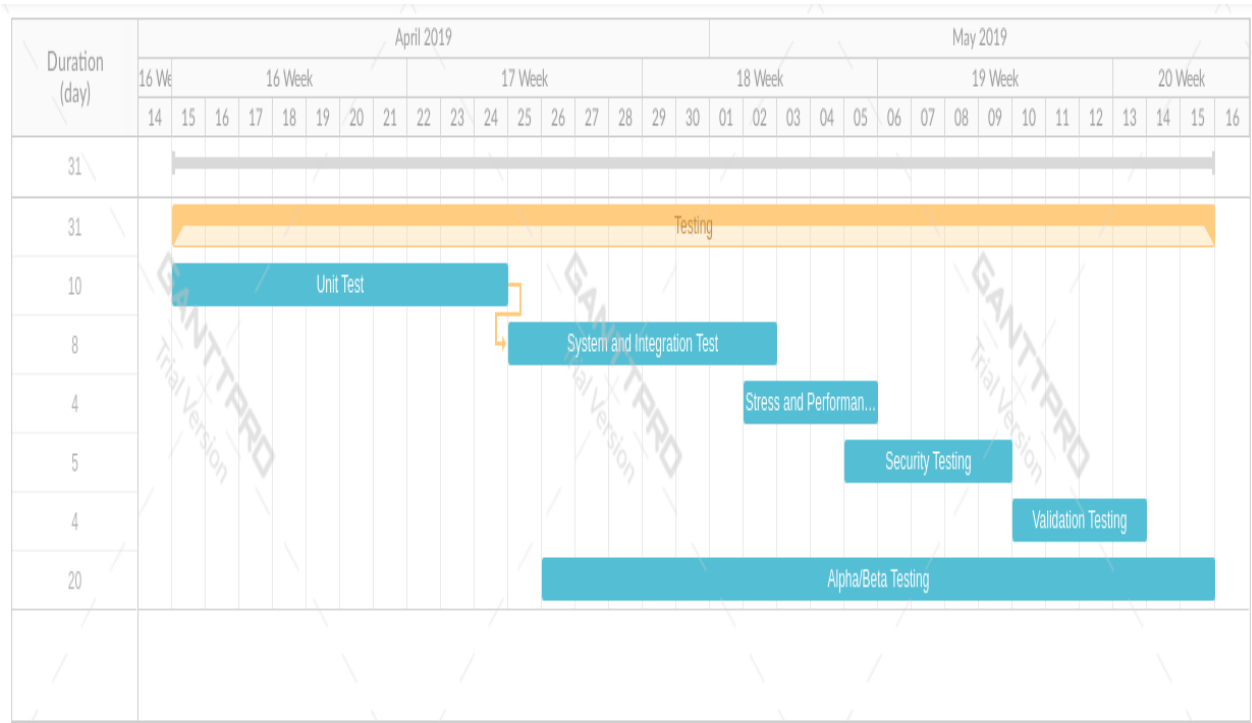 Duration
(day)
April 2019
May 2019
16 We
16 Week
17 Week
18 Week
19 Week
20 Week
14 15 16 17 18 19 20 21 22 23 24 25 26 27 28 29 30 01 02 03 04 05 06 07 08 09 10 11 12 13 14 15 16
31
31
Testing
10
Unit Test
8
System and Integration Test
4
Stress and Performan...
5
Security Testing
4
Validation Testing
20
Alpha/Beta Testing
GANTTPRO
Trial Version
GANTTPRO
Trial Version
GANTTPRO
Trial Version